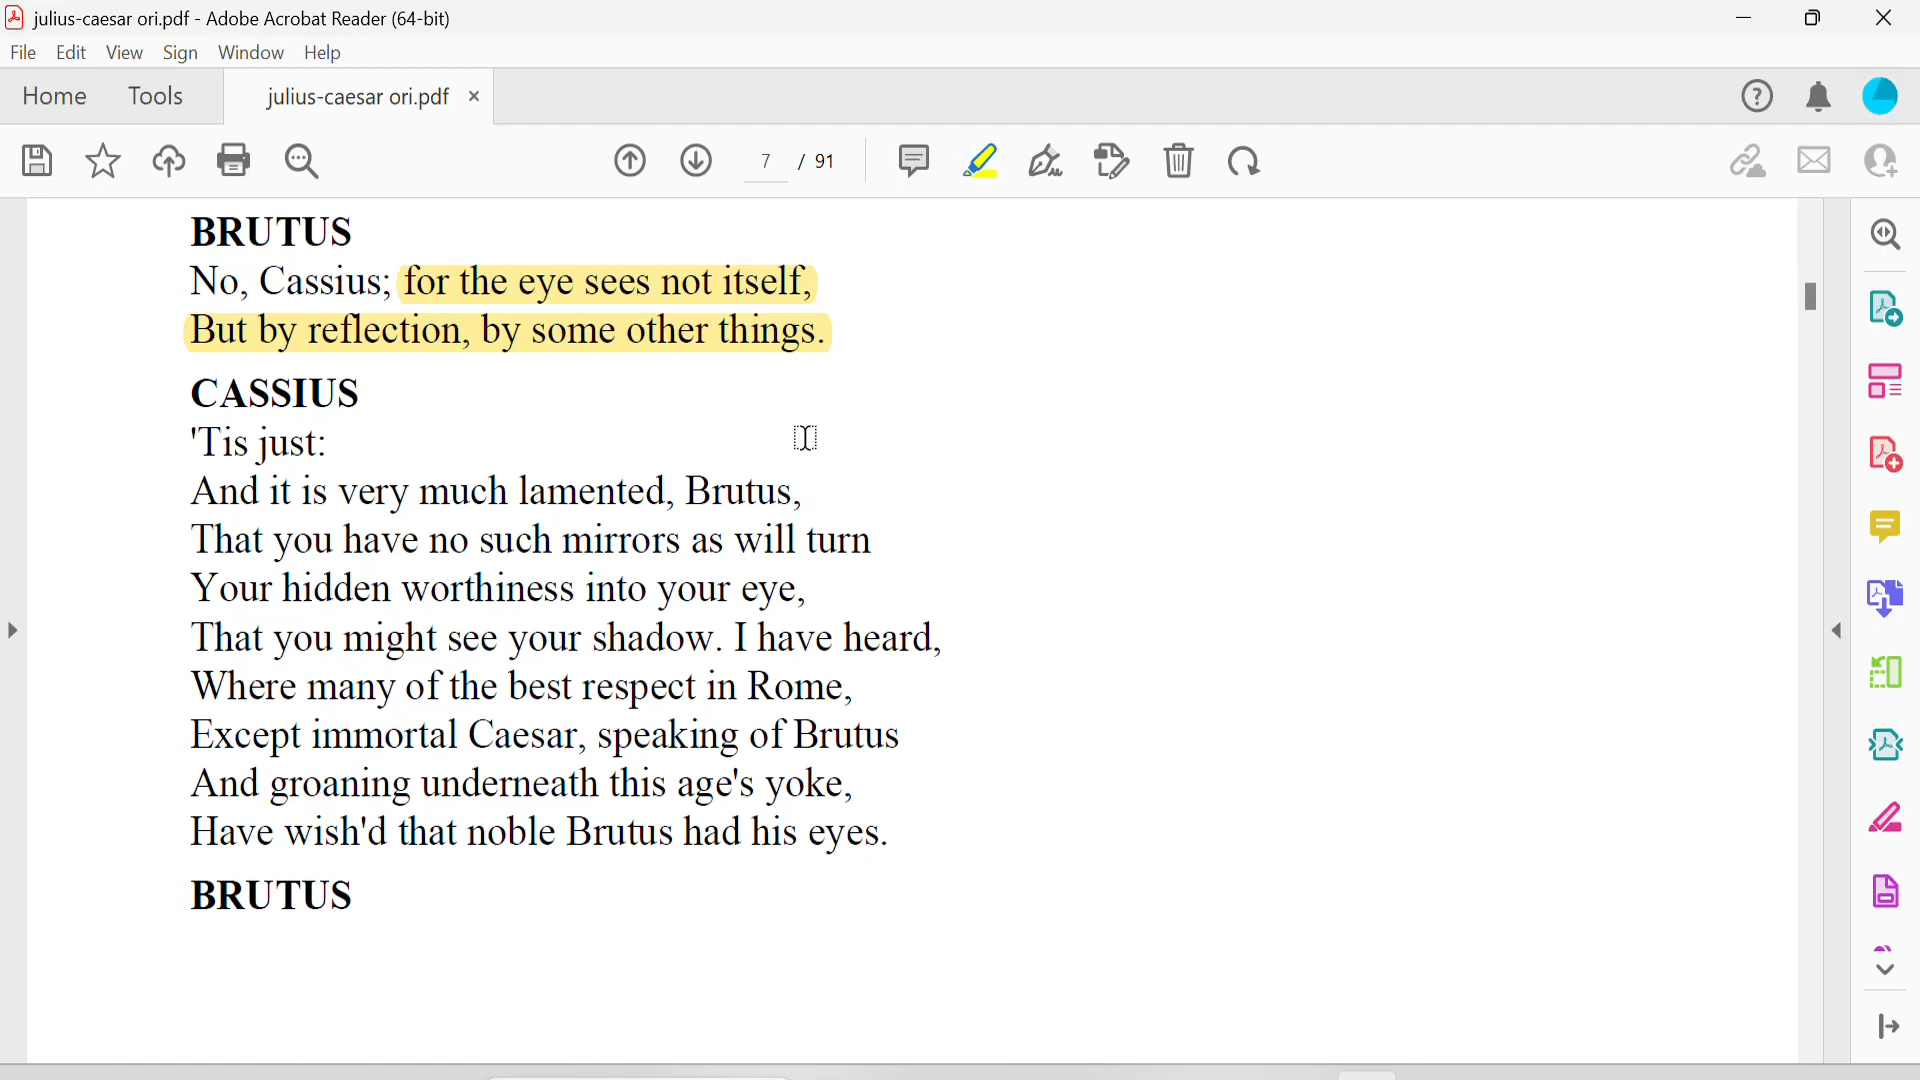 julius-caesar ori.pdf - Adobe Acrobat Reader (64-bit)
File Edit View Sign Window Help
Home Tools julius-caesar ori.pdf ×
7 / 91
BRUTUS
No, Cassius; for the eye sees not itself,
But by reflection, by some other things.
CASSIUS
'Tis just:
And it is very much lamented, Brutus,
That you have no such mirrors as will turn
Your hidden worthiness into your eye,
That you might see your shadow. I have heard,
Where many of the best respect in Rome,
Except immortal Caesar, speaking of Brutus
And groaning underneath this age's yoke,
Have wish'd that noble Brutus had his eyes.
BRUTUS